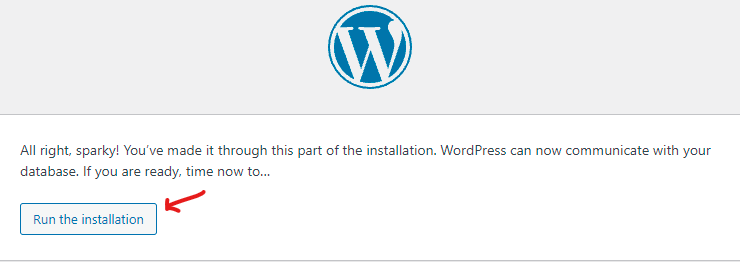 All right, sparky! You’ve made it through this part of the installation. WordPress can now communicate with your
database. If you are ready, time now to…
Run the installation